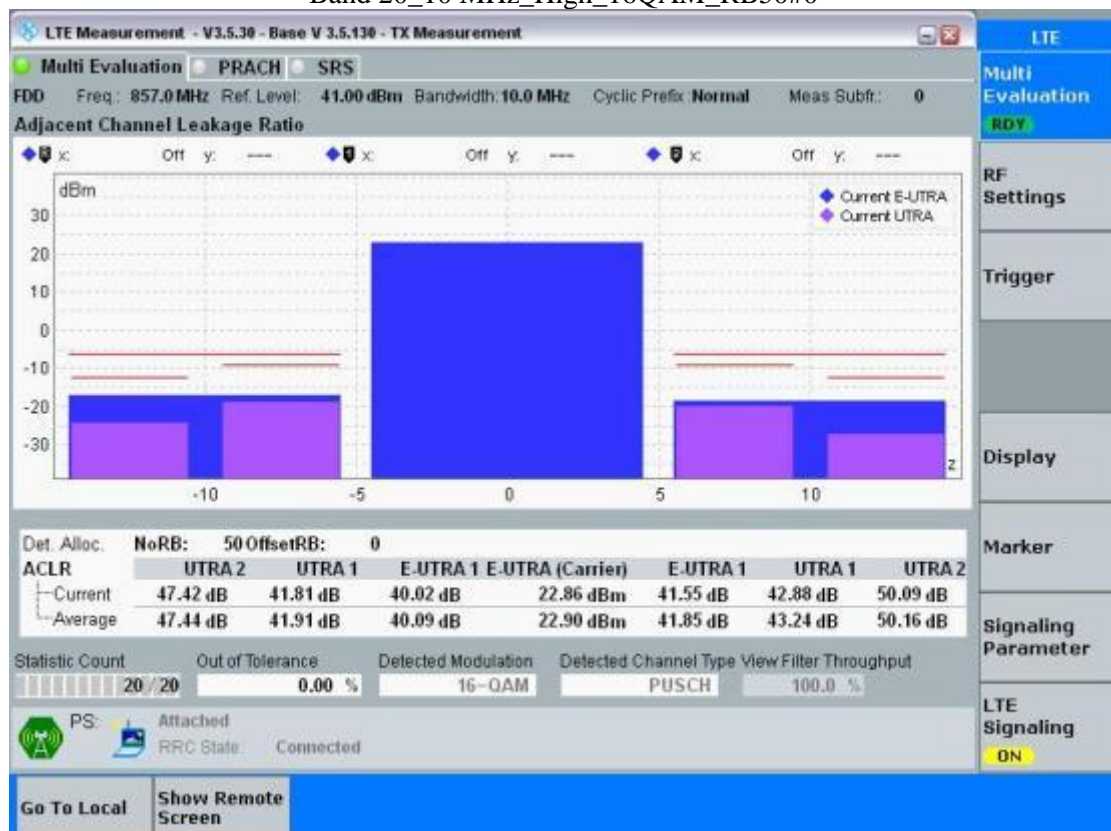 Band 20_10 MHz_High_16QAM_RB50#0
LTE Measurement - V3.5.30 - Base V 3.5.130 - TX Measurement
LTE
Multi Evaluation PRACH SRS
Multi Evaluation
RDY
FDD Freq.: 857.0 MHz Ref. Level: 41.00 dBm Bandwidth: 10.0 MHz Cyclic Prefix: Normal Meas Subfr.: 0
Adjacent Channel Leakage Ratio
x: Off y: --- x: Off y: --- x: Off y: ---
dBm
Current E-UTRA
Current UTRA
30
20
10
0
-10
-20
-30
z
-10 -5 0 5 10
RF Settings
Trigger
Display
Marker
Signaling Parameter
LTE Signaling
ON
Det. Alloc. NoRB: 50 OffsetRB: 0
ACLR UTRA 2 UTRA 1 E-UTRA 1 E-UTRA (Carrier) E-UTRA 1 UTRA 1 UTRA 2
Current 47.42 dB 41.81 dB 40.02 dB 22.86 dBm 41.55 dB 42.88 dB 50.09 dB
Average 47.44 dB 41.91 dB 40.09 dB 22.90 dBm 41.85 dB 43.24 dB 50.16 dB
Statistic Count Out of Tolerance Detected Modulation Detected Channel Type View Filter Throughput
20 / 20 0.00 % 16-QAM PUSCH 100.0 %
PS: Attached
RRC State: Connected
Go To Local Show Remote Screen